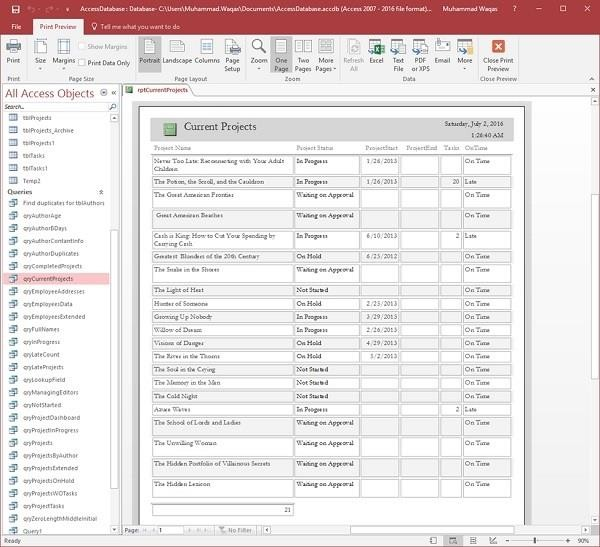 AccessDatabase : Database- C:\Users\Muhammad.Waqas\Documents\AccessDatabase.accdb (Access 2007 - 2016 file format)... Muhammad Waqas ?
File Print Preview Tell me what you want to do
Print Size Margins Show Margins Print Data Only Portrait Landscape Columns Page Setup Zoom One Page Two Pages More Pages Refresh All Excel Text File PDF or XPS Email More Close Print Preview
Print Page Size Page Layout Zoom Data Close Preview
All Access Objects
Search...
tblProjects
tblProjects_Archive
tblProjects1
tblTasks
tblTasks1
Temp2
Queries
Find duplicates for tblAuthors
qryAuthorAge
qryAuthorBDays
qryAuthorContantInfo
qryAuthorDuplicates
qryCompletedProjects
qryCurrentProjects
qryEmployeeAddresses
qryEmployeesData
qryEmployeesExtended
qryFullNames
qryInProgress
qryLateCount
qryLateProjects
qryLookupField
qryManagingEditors
qryNotStarted
qryProjectDashboard
qryProjectInProgress
qryProjects
qryProjectsByAuthor
qryProjectsExtended
qryProjectsOnHold
qryProjectsWOTasks
qryProjectTasks
qryZeroLengthMiddleInitial
Query1
rptCurrentProjects
Current Projects Saturday, July 2, 2016
1:26:40 AM
Project Name Project Status ProjectStart ProjectEnd Tasks OnTime
Never Too Late: Reconnecting with Your Adult In Progress 1/26/2013 On Time
Children
The Potion, the Scroll, and the Cauldron In Progress 1/26/2013 20 Late
The Great American Fronties Waiting on Approval On Time
Great American Beaches Waiting on Approval On Time
Cash is King: How to Cut Your Spending by In Progress 6/10/2013 2 Late
Carrying Cash
Greatest Blunders of the 20th Century On Hold 6/25/2012 On Time
The Snake in the Shores Waiting on Approval On Time
The Light of Heat Not Started On Time
Hunter of Someone On Hold 2/25/2013 On Time
Growing Up Nobody In Progress 3/29/2013 On Time
Willow of Dream In Progress 2/26/2013 On Time
Visions of Danger On Hold 4/29/2013 On Time
The River in the Thorns On Hold 5/2/2013 On Time
The Soul in the Crying Not Started On Time
The Memory in the Men Not Started On Time
The Cold Night Not Started On Time
Azure Waves In Progress 2 Late
The School of Lords and Ladies Waiting on Approval On Time
The Unwilling Woman Waiting on Approval On Time
The Hidden Portfolio of Villainous Secrets Waiting on Approval On Time
The Hidden Lexicon Waiting on Approval On Time
21
Page: 1 No Filter
Ready 90%